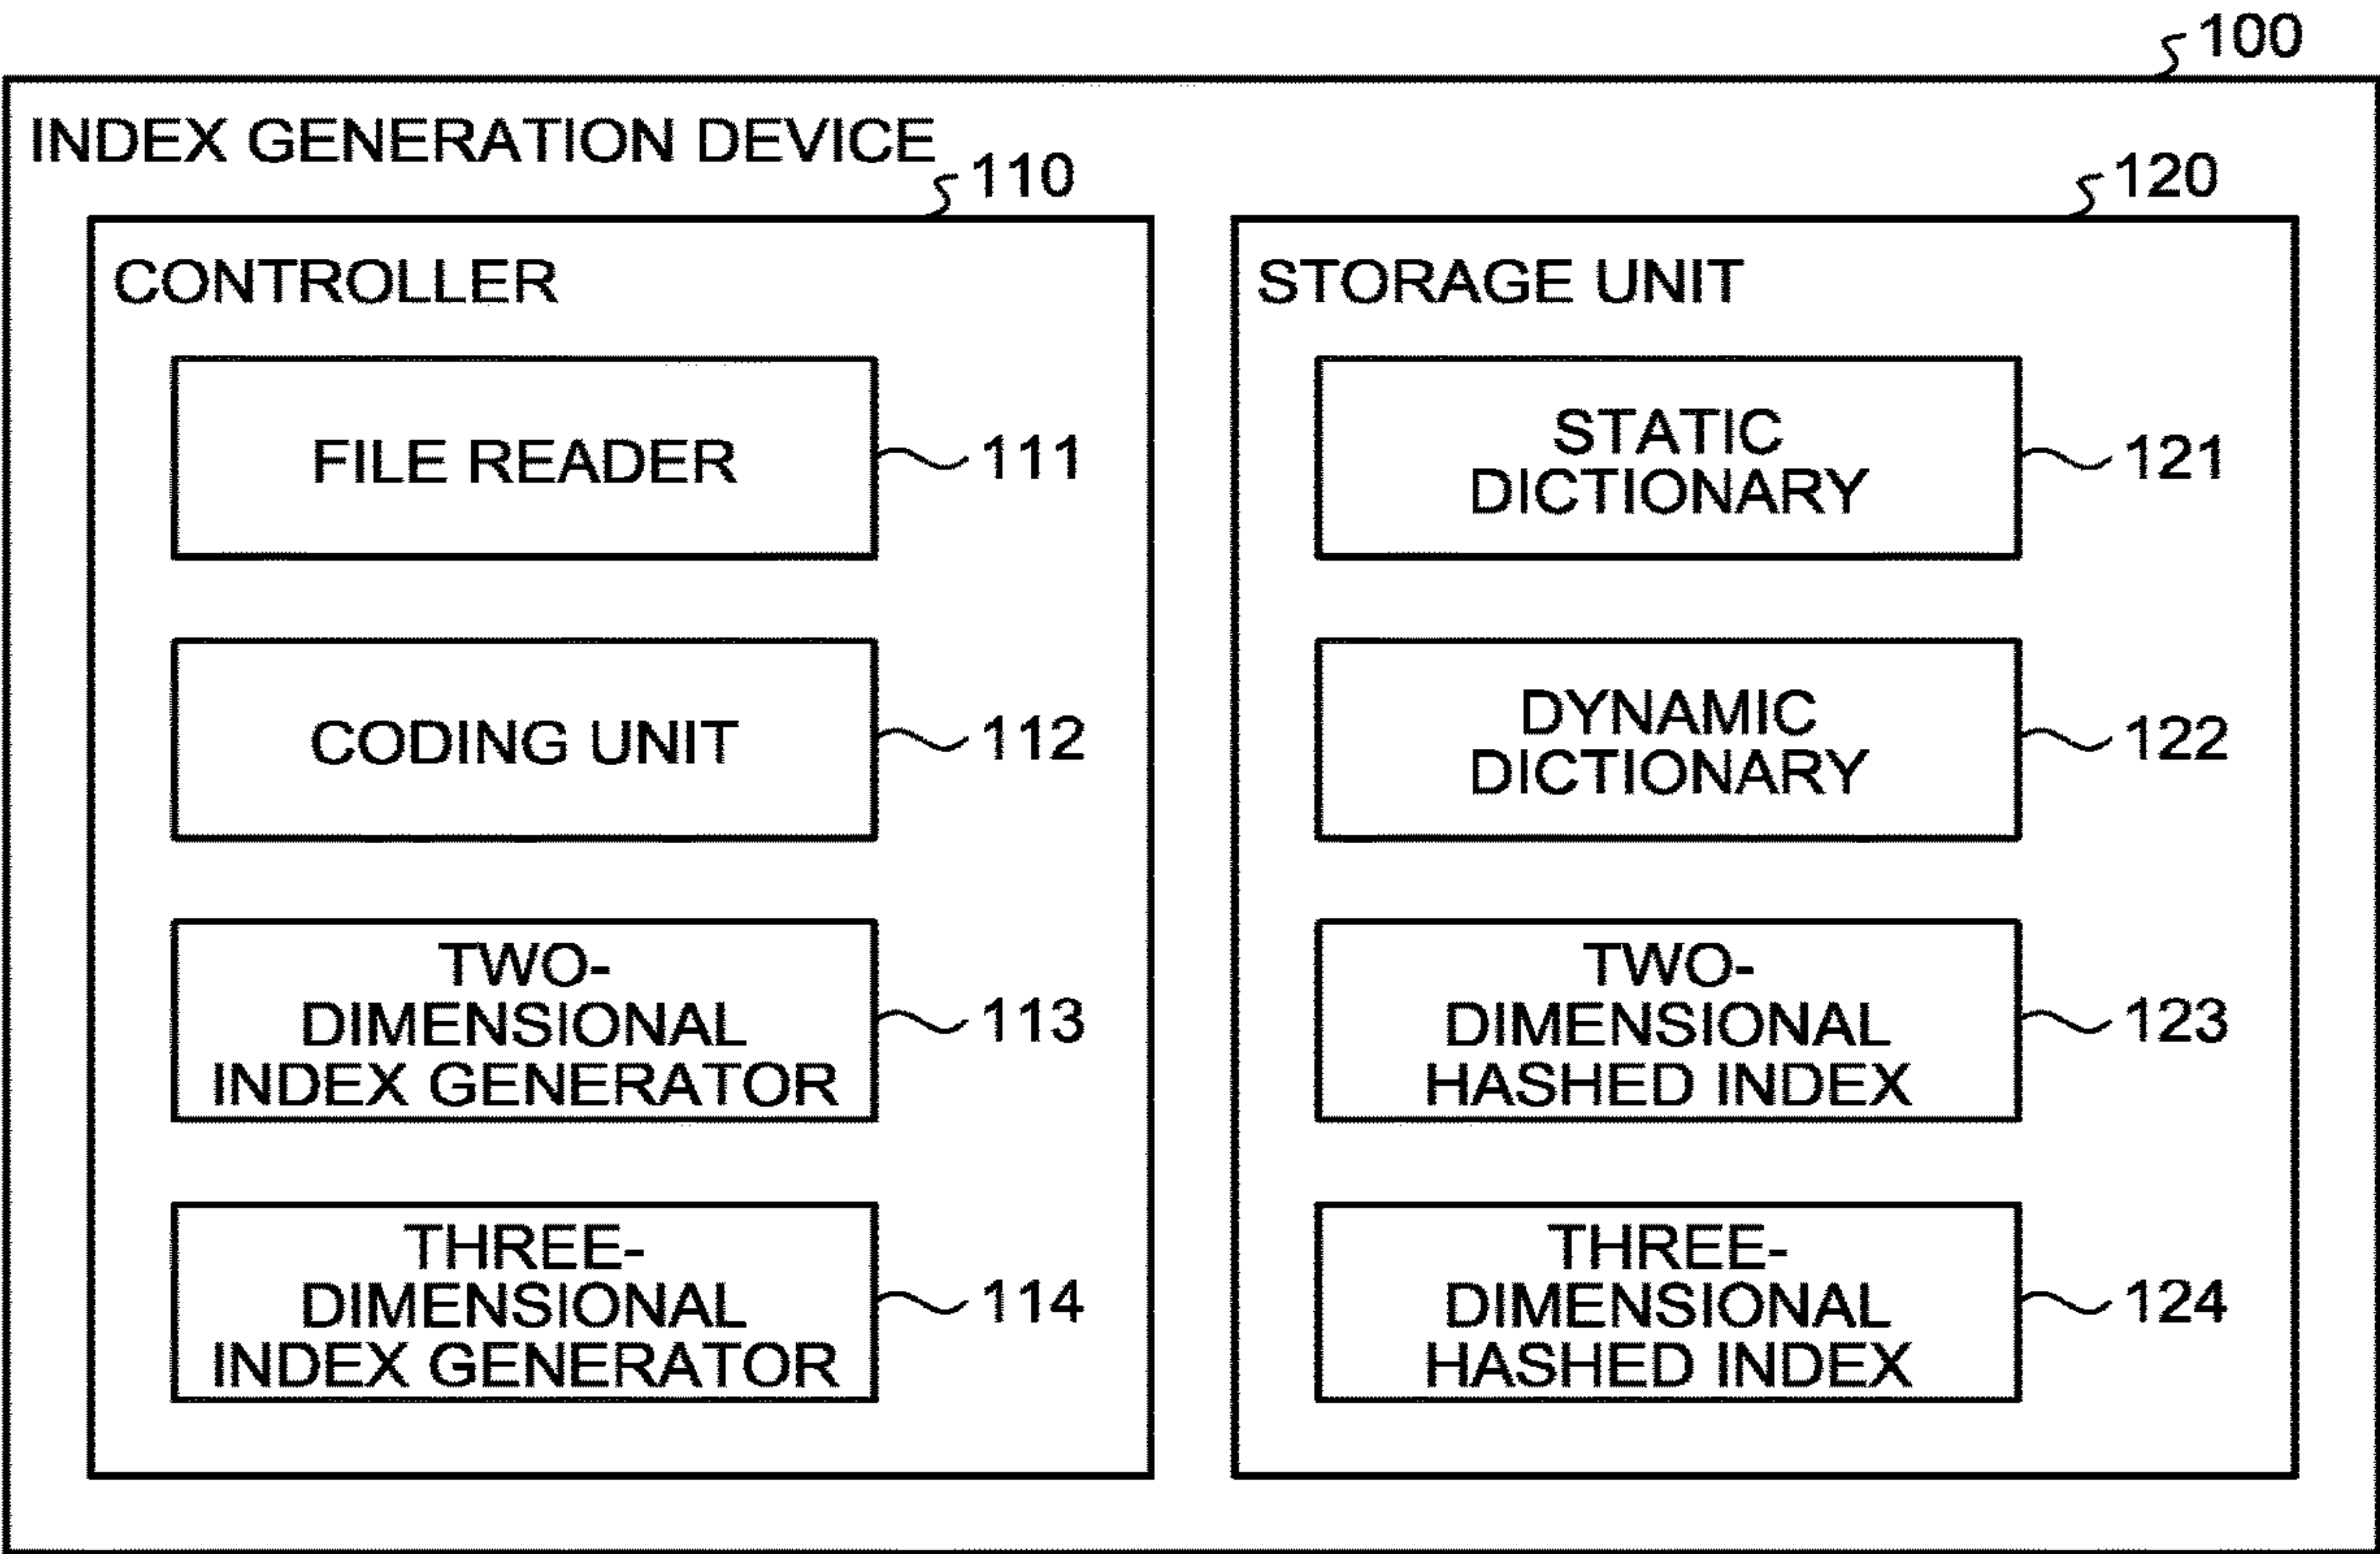 100
INDEX GENERATION DEVICE
110
CONTROLLER
FILE READER
111
CODING UNIT
112
TWO-
DIMENSIONAL
INDEX GENERATOR
113
THREE-
DIMENSIONAL
INDEX GENERATOR
114
120
STORAGE UNIT
STATIC
DICTIONARY
121
DYNAMIC
DICTIONARY
122
TWO-
DIMENSIONAL
HASHED INDEX
123
THREE-
DIMENSIONAL
HASHED INDEX
124